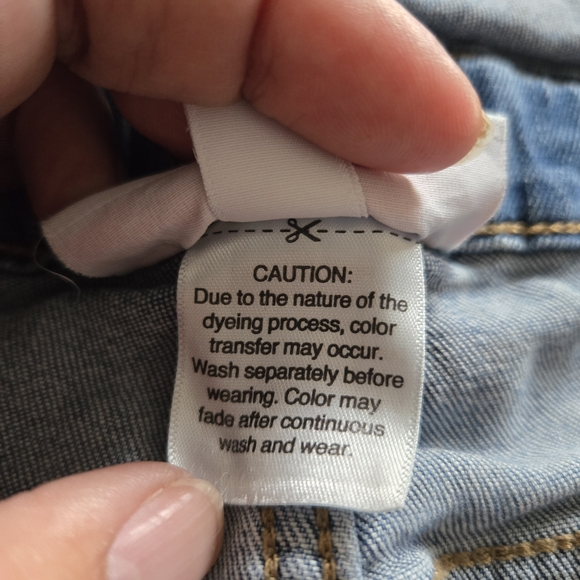 CAUTION:
Due to the nature of the
dyeing process, color
transfer may occur.
Wash separately before
wearing. Color may
fade after continuous
wash and wear.